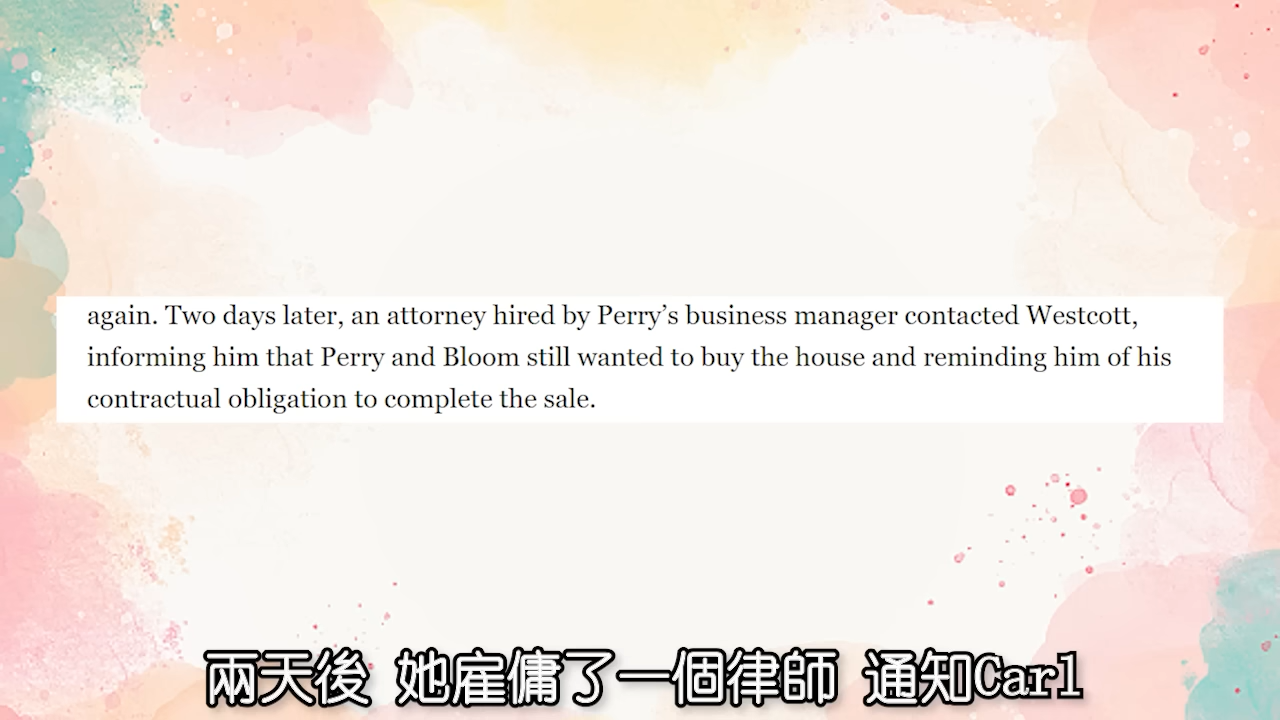 again. Two days later, an attorney hired by Perry’s business manager contacted Westcott,
informing him that Perry and Bloom still wanted to buy the house and reminding him of his
contractual obligation to complete the sale.
兩天後 她雇傭了一個律師 通知Carl